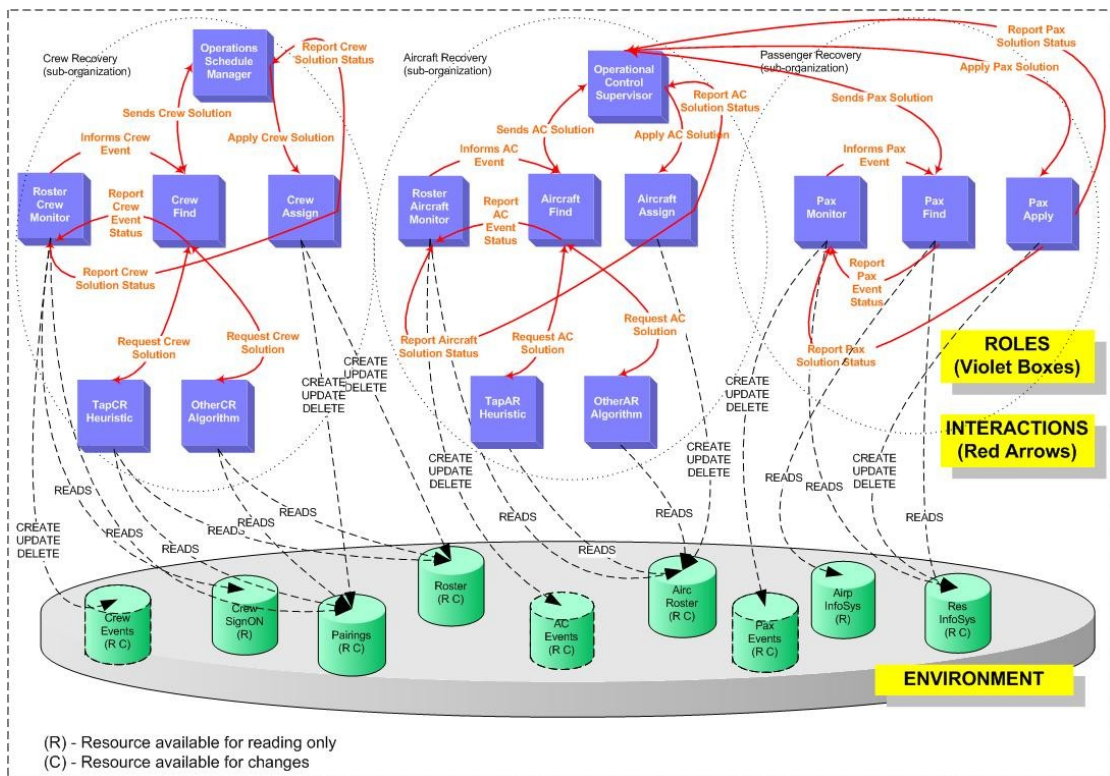 Crew Recovery
(sub-organization)
Operations
Schedule
Manager
Report Crew
Solution Status
Aircraft Recovery
(sub-organization)
Operational
Control
Supervisor
Passenger Recovery
(sub-organization)
Report Pax
Solution Status
Apply Pax Solution
Sends Crew Solution
Apply Crew Solution
Informs Crew
Event
Sends AC Solution
Report AC
Solution Status
Apply AC Solution
Informs AC
Event
Sends Pax Solution
Informs Pax
Event
Roster
Crew
Monitor
Report
Crew
Event
Status
Crew
Find
Crew
Assign
Roster
Aircraft
Monitor
Report
AC
Event
Status
Aircraft
Find
Aircraft
Assign
Pax
Monitor
Pax
Find
Pax
Apply
Report Crew
Solution Status
Report Pax
Event
Status
Request Crew
Solution
Request Crew
Solution
Report Aircraft
Solution Status
Request AC
Solution
Request AC
Solution
Report Pax
Solution Status
ROLES
(Violet Boxes)
TapCR
Heuristic
OtherCR
Algorithm
CREATE
UPDATE
DELETE
CREATE
UPDATE
DELETE
TapAR
Heuristic
OtherAR
Algorithm
CREATE
UPDATE
DELETE
INTERACTIONS
(Red Arrows)
CREATE
UPDATE
DELETE
READS
READS
READS
READS
READS
CREATE
UPDATE
DELETE
CREATE
UPDATE
DELETE
READS
READS
CREATE
UPDATE
DELETE
READS
Crew
Events
(R C)
Crew
SignON
(R)
Pairings
(R C)
Roster
(R C)
AC
Events
(R C)
Airc
Roster
(R C)
Pax
Events
(R C)
Airp
InfoSys
(R)
Res
InfoSys
(R C)
ENVIRONMENT
(R) - Resource available for reading only
(C) - Resource available for changes